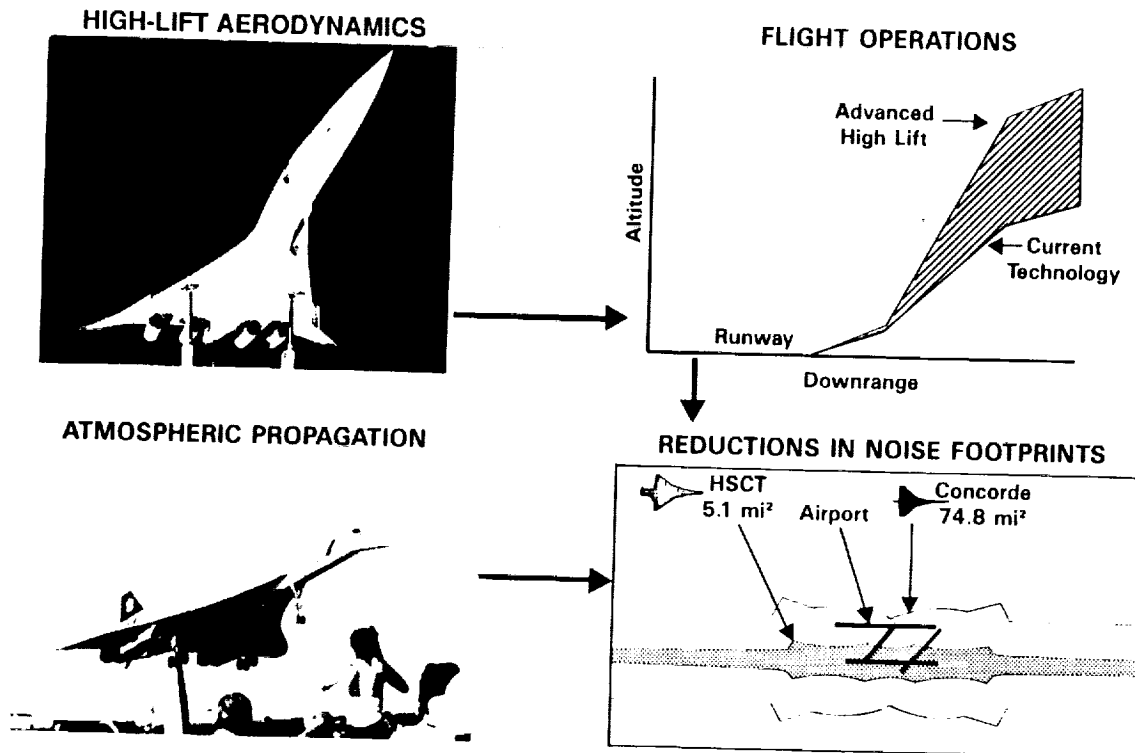 HIGH-LIFT AERODYNAMICS
FLIGHT OPERATIONS
Advanced
High Lift
Altitude
Current
Technology
Runway
Downrange
ATMOSPHERIC PROPAGATION
REDUCTIONS IN NOISE FOOTPRINTS
HSCT
5.1 mi²
Airport
Concorde
74.8 mi²